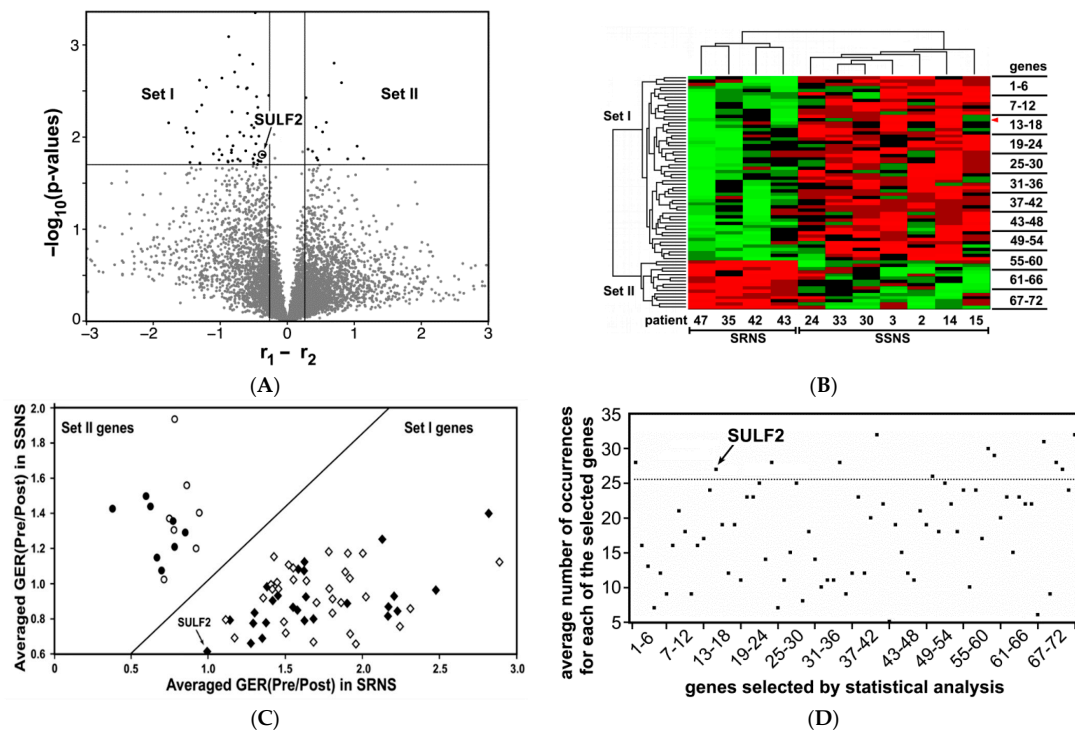 3
2
1
0
−log10(p-values)
Set I
Set II
SULF2
−3
−2
−1
0
1
2
3
r1 − r2
(A)
genes
Set I
1-6
7-12
13-18
19-24
25-30
31-36
37-42
43-48
49-54
55-60
61-66
67-72
Set II
patient 47 35 42 43 24 33 30 3 2 14 15
SRNS SSNS
(B)
2.0
1.8
1.6
1.4
1.2
1.0
0.8
0.6
Averaged GER(Pre/Post) in SSNS
Set II genes
Set I genes
SULF2
0 0.5 1.0 1.5 2.0 2.5 3.0
Averaged GER(Pre/Post) in SRNS
(C)
35
30
25
20
15
10
5
average number of occurrences
for each of the selected genes
SULF2
1-6
7-12
13-18
19-24
25-30
31-36
37-42
43-48
49-54
55-60
61-66
67-72
genes selected by statistical analysis
(D)